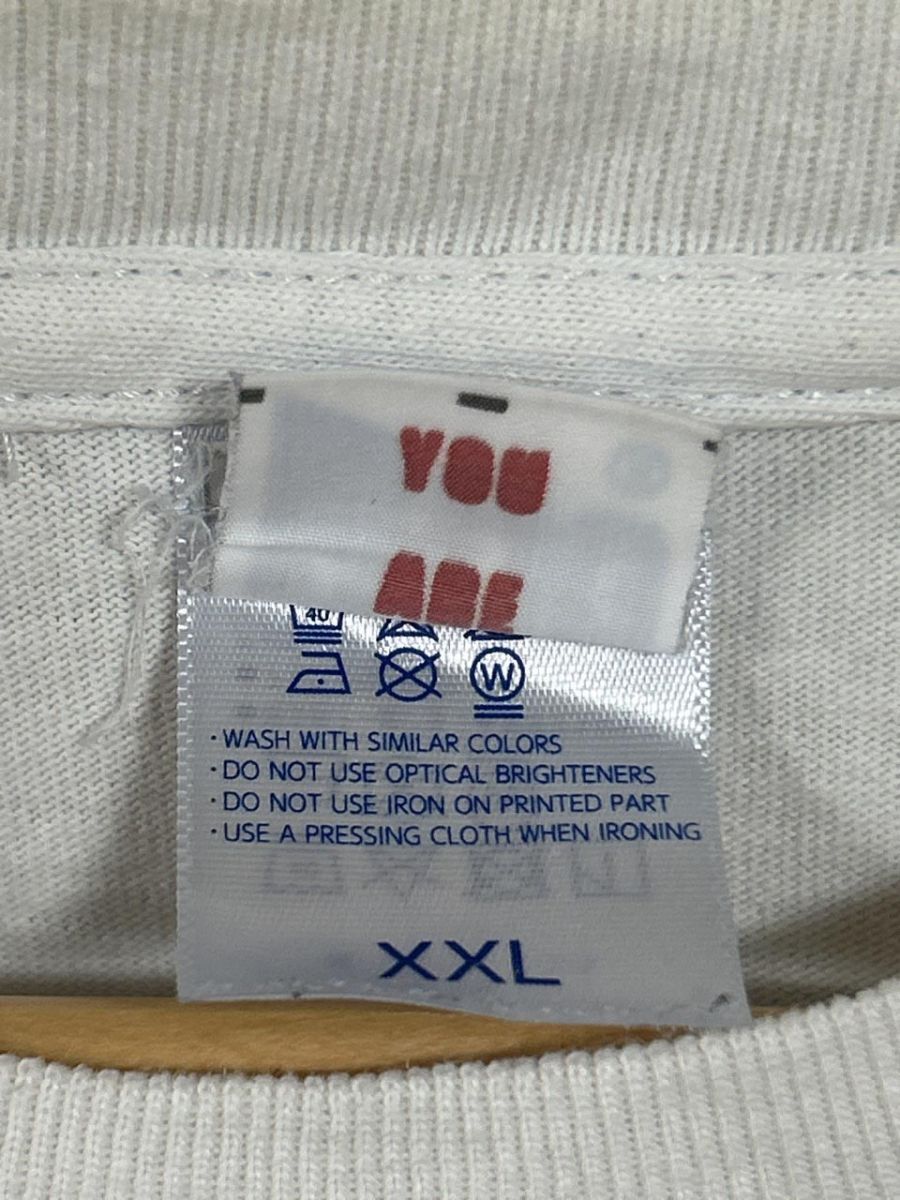 YOU
ARE
40
W
· WASH WITH SIMILAR COLORS
· DO NOT USE OPTICAL BRIGHTENERS
· DO NOT USE IRON ON PRINTED PART
· USE A PRESSING CLOTH WHEN IRONING
XXL